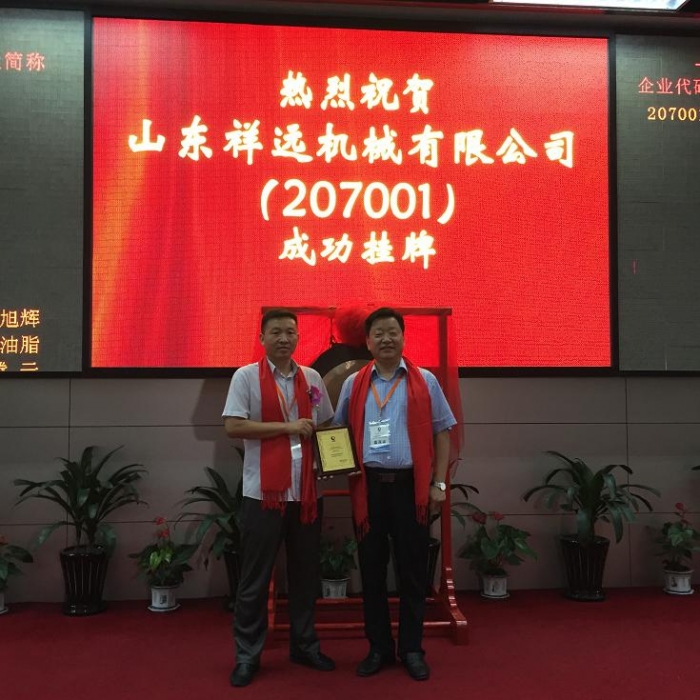 简称
热烈祝贺
山东祥远机械有限公司
(207001)
成功挂牌
企业代码
20700
旭辉
油脂